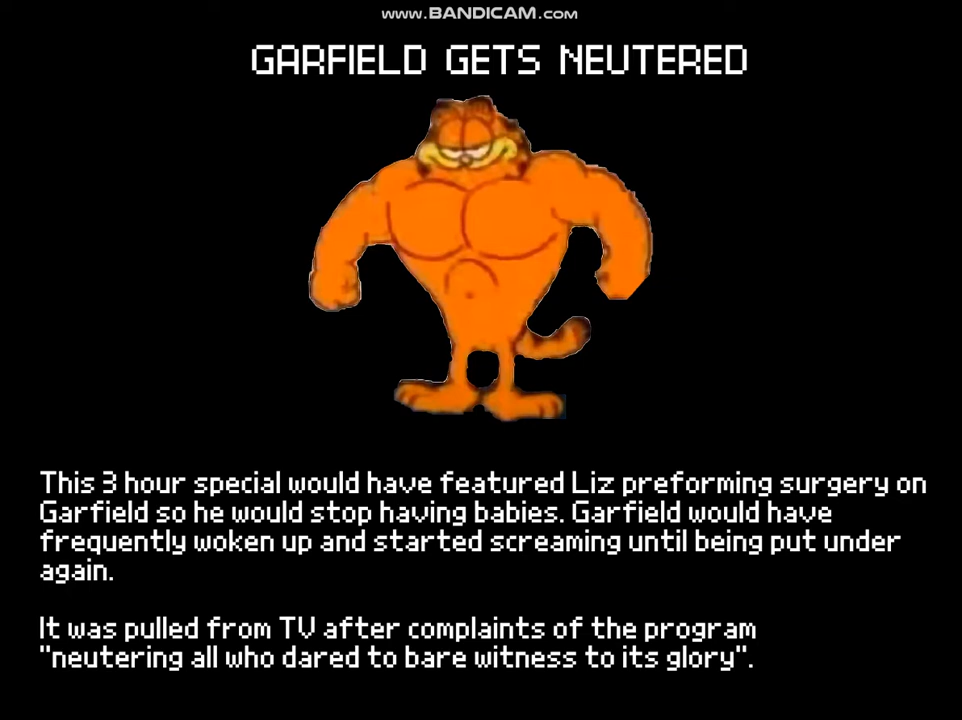 www.BANDICAM.com
GARFIELD GETS NEUTERED
This 3 hour special would have featured Liz preforming surgery on
Garfield so he would stop having babies. Garfield would have
frequently woken up and started screaming until being put under
again.
It was pulled from TV after complaints of the program
"neutering all who dared to bare witness to its glory".